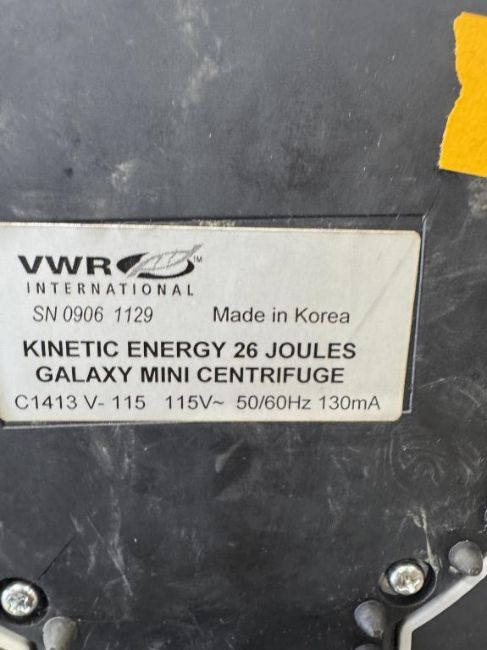 VWR™
INTERNATIONAL
SN 0906 1129 Made in Korea
KINETIC ENERGY 26 JOULES
GALAXY MINI CENTRIFUGE
C1413 V- 115 115V~ 50/60Hz 130mA